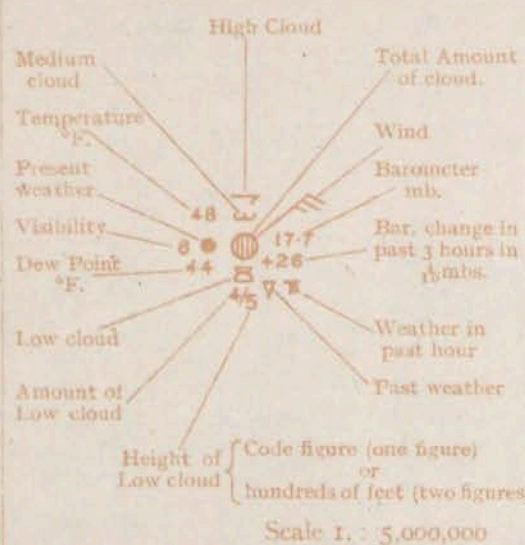 High Cloud
Medium
cloud
Total Amount
of cloud.
Temperature
°F.
Wind
Present
weather
Barometer
mb.
48
Visibility
8
17.7
Bar. change in
past 3 hours in
1/10 mbs.
+26
Dew Point
°F.
44
4/5
Low cloud
Weather in
past hour
Amount of
Low cloud
Past weather
Height of
Low cloud
Code figure (one figure)
or
hundreds of feet (two figures
Scale 1. : 5,000,000